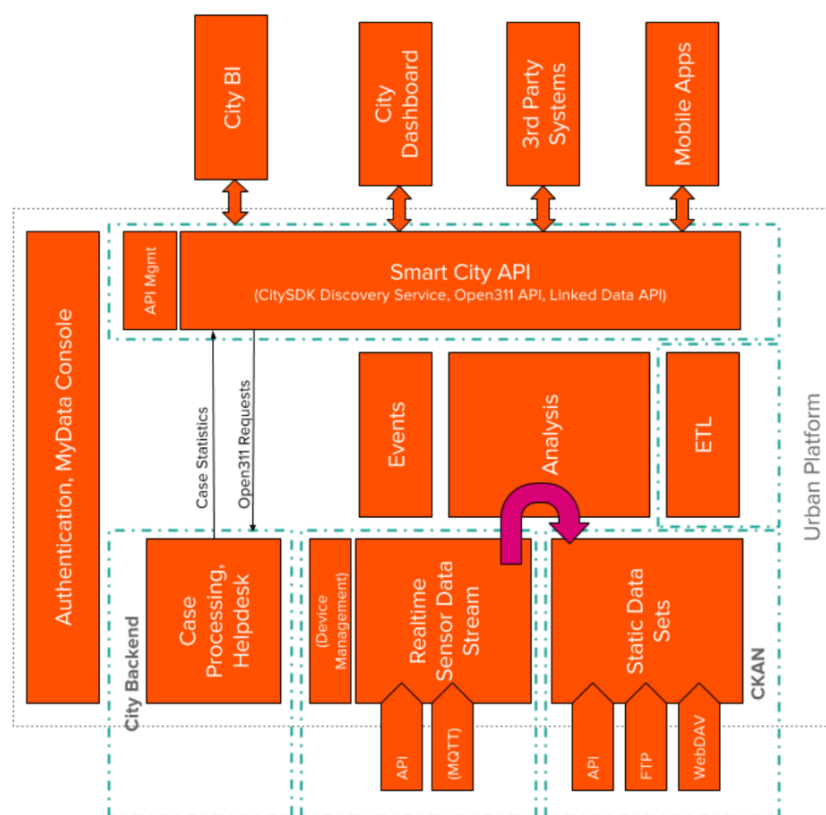 City BI
City
Dashboard
3rd Party
Systems
Mobile Apps
Authentication, MyData Console
API Mgmt
Smart City API
(CitySDK Discovery Service, Open311 API, Linked Data API)
Case Statistics
Open311 Requests
Events
Analysis
ETL
Urban Platform
City Backend
Case
Processing,
Helpdesk
(Device
Management)
Realtime
Sensor Data
Stream
Static Data
Sets
CKAN
API
(MQTT)
API
FTP
WebDAV